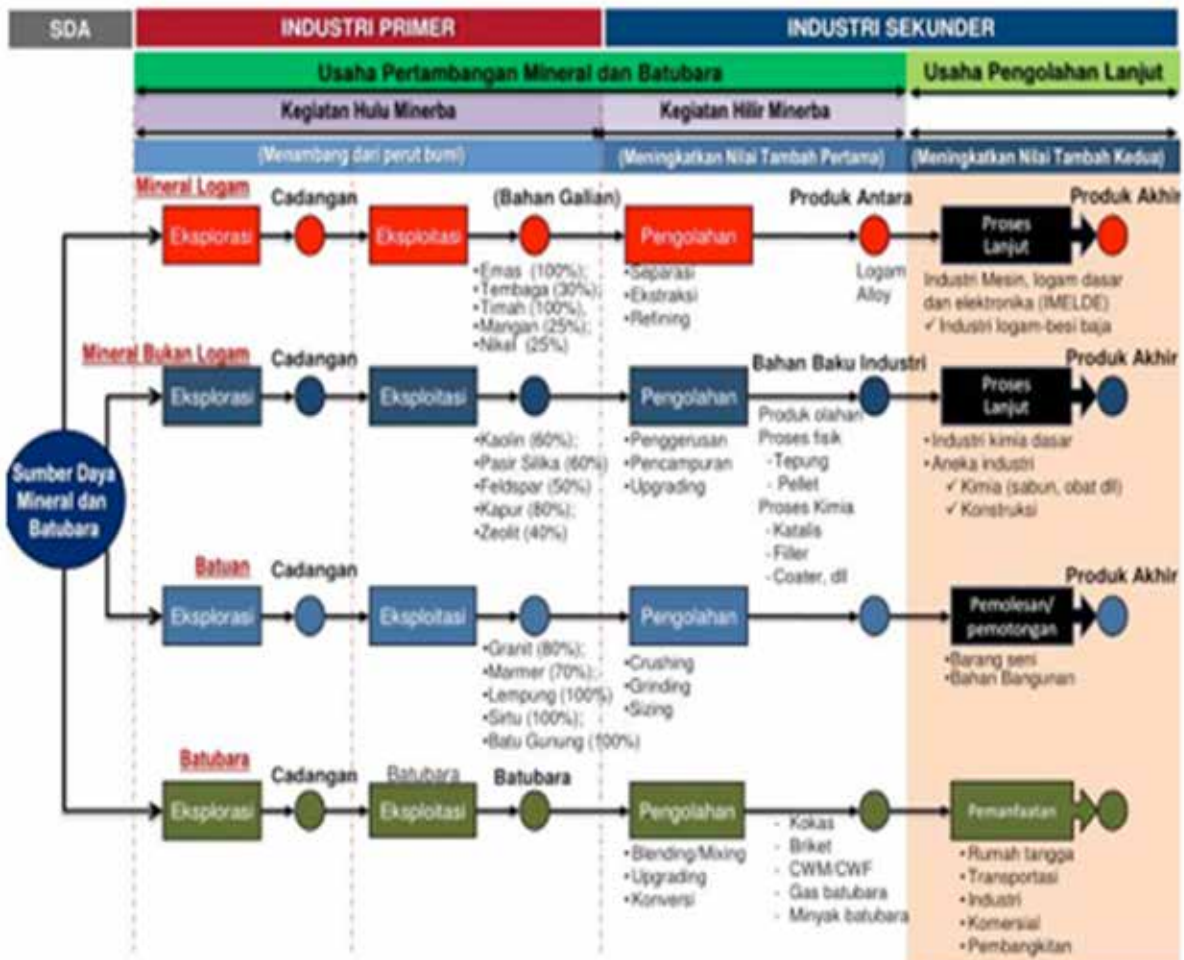 SDA
INDUSTRI PRIMER
INDUSTRI SEKUNDER
Usaha Pertambangan Mineral dan Batubara
Usaha Pengolahan Lanjut
Kegiatan Hulu Minerba
Kegiatan Hilir Minerba
(Menambang dari perut bumi)
(Meningkatkan Nilai Tambah Pertama)
(Meningkatkan Nilai Tambah Kedua)
Sumber Daya
Mineral dan
Batubara
Mineral Logam
Eksplorasi
Cadangan
Eksploitasi
(Bahan Galian)
•Emas (100%);
•Tembaga (30%);
•Timah (100%),
•Mangan (25%);
•Nikel (25%)
Pengolahan
•Separasi
•Ekstraksi
•Refining
Produk Antara
Logam
Alloy
Proses
Lanjut
Produk Akhir
Industri Mesin, logam dasar
dan elektronika (IMELDE)
✓ Industri logam-besi baja
Mineral Bukan Logam
Eksplorasi
Cadangan
Eksploitasi
•Kaolin (60%);
•Pasir Silika (60%)
•Feldspar (50%)
•Kapur (80%);
•Zeolit (40%)
Pengolahan
•Penggerusan
•Pencampuran
•Upgrading
Bahan Baku Industri
Produk olahan
Proses fisik
-Tepung
- Pellet
Proses Kimia
-Katalis
-Filler
-Coater, dll
Proses
Lanjut
Produk Akhir
•Industri kimia dasar
•Aneka industri
✓ Kimia (sabun, obat dll)
✓ Konstruksi
Batuan
Eksplorasi
Cadangan
Eksploitasi
•Granit (80%);
•Marmer (70%);
•Lempung (100%)
•Sirtu (100%);
•Batu Gunung (100%)
Pengolahan
•Crushing
•Grinding
•Sizing
Pemolesan/
pemotongan
Produk Akhir
•Barang seni
•Bahan Bangunan
Batubara
Eksplorasi
Cadangan
Batubara
Eksploitasi
Batubara
Pengolahan
•Blending/Mixing
•Upgrading
•Konversi
- Kokas
- Briket
- CWM/CWF
- Gas batubara
- Minyak batubara
Pemanfaatan
•Rumah tangga
•Transportasi
•Industri
•Komersial
•Pembangkitan